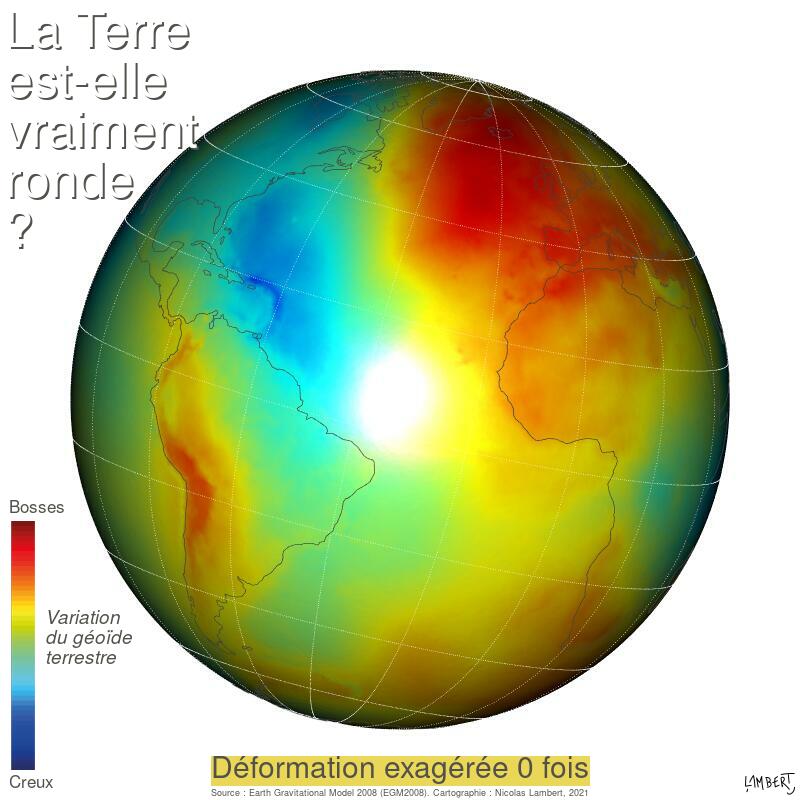 La Terre
est-elle
vraiment
ronde
?
Bosses
Variation
du géoïde
terrestre
Creux
Déformation exagérée 0 fois
Source : Earth Gravitational Model 2008 (EGM2008). Cartographie : Nicolas Lambert, 2021
LAMBERT